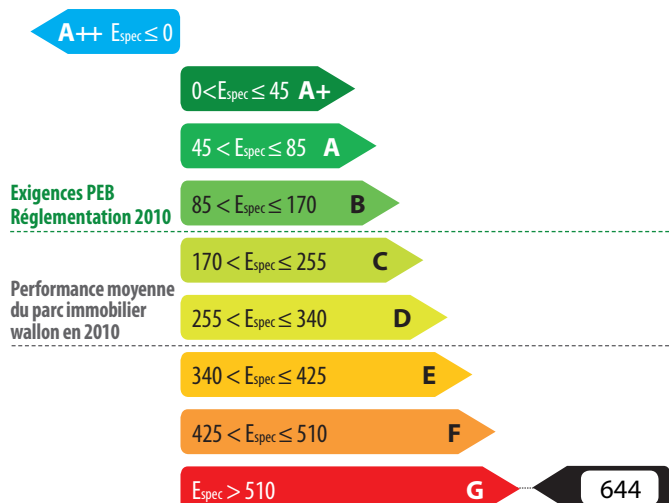 A++ Espec ≤ 0
0<Espec ≤ 45 A+
45 < Espec ≤ 85 A
Exigences PEB
Réglementation 2010
85 < Espec ≤ 170 B
170 < Espec ≤ 255 C
Performance moyenne
du parc immobilier
wallon en 2010
255 < Espec ≤ 340 D
340 < Espec ≤ 425 E
425 < Espec ≤ 510 F
Espec > 510 G 644